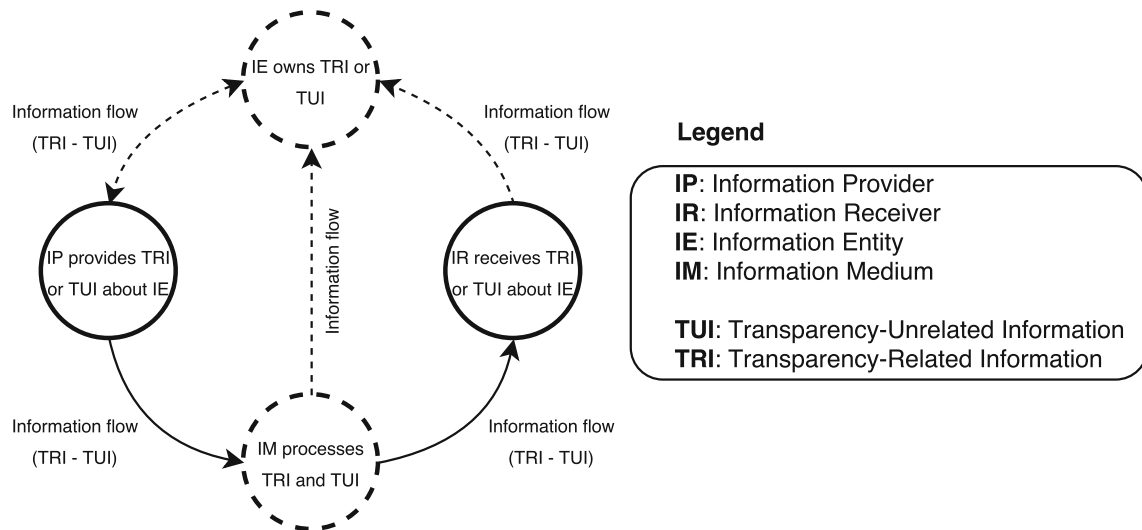 IE owns TRI or
TUI
Information flow
(TRI - TUI)
Information flow
(TRI - TUI)
Information flow
IP provides TRI
or TUI about IE
IR receives TRI
or TUI about IE
Information flow
(TRI - TUI)
IM processes
TRI and TUI
Information flow
(TRI - TUI)
Legend
IP: Information Provider
IR: Information Receiver
IE: Information Entity
IM: Information Medium
TUI: Transparency-Unrelated Information
TRI: Transparency-Related Information